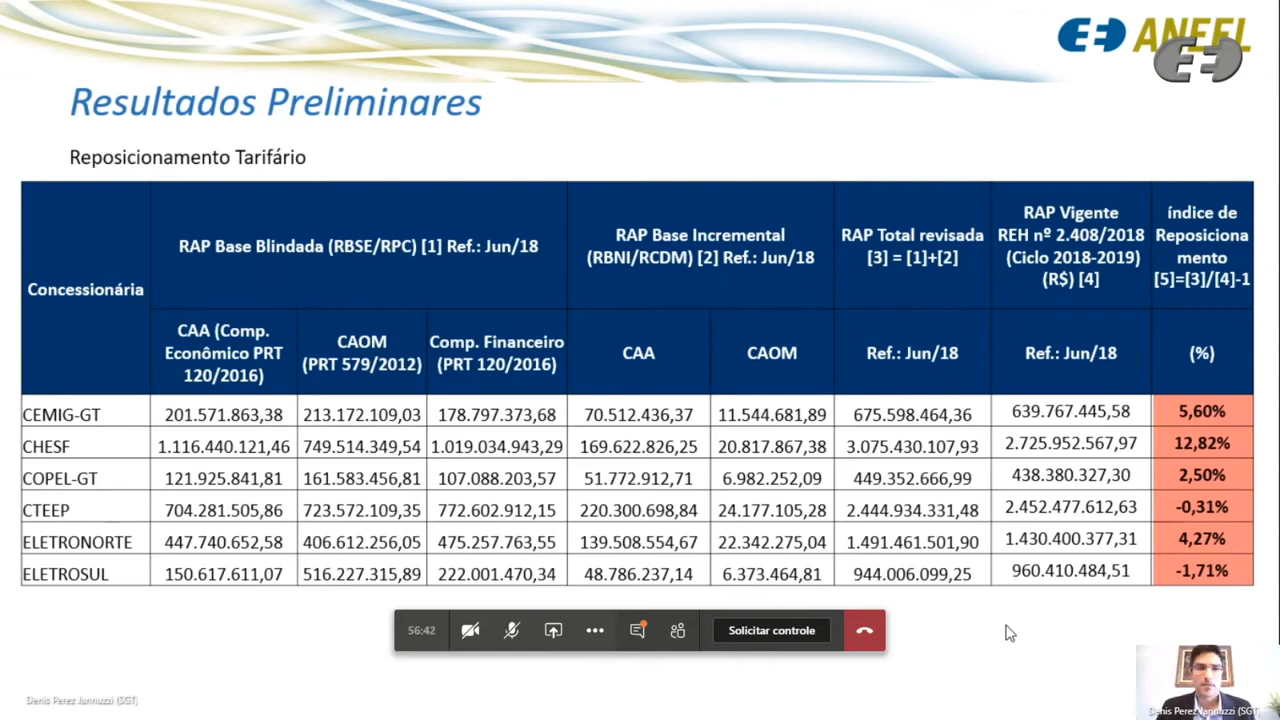 ANEEL
Resultados Preliminares
Reposicionamento Tarifário
Concessionária
RAP Base Blindada (RBSE/RPC) [1] Ref.: Jun/18
RAP Base Incremental
(RBNI/RCDM) [2] Ref.: Jun/18
RAP Total revisada
[3] = [1]+[2]
RAP Vigente
REH nº 2.408/2018
(Ciclo 2018-2019)
(R$) [4]
índice de
Reposiciona
mento
[5]=[3]/[4]-1
CAA (Comp.
Econômico PRT
120/2016)
CAOM
(PRT 579/2012)
Comp. Financeiro
(PRT 120/2016)
CAA
CAOM
Ref.: Jun/18
Ref.: Jun/18
(%)
CEMIG-GT 201.571.863,38 213.172.109,03 178.797.373,68 70.512.436,37 11.544.681,89 675.598.464,36 639.767.445,58 5,60%
CHESF 1.116.440.121,46 749.514.349,54 1.019.034.943,29 169.622.826,25 20.817.867,38 3.075.430.107,93 2.725.952.567,97 12,82%
COPEL-GT 121.925.841,81 161.583.456,81 107.088.203,57 51.772.912,71 6.982.252,09 449.352.666,99 438.380.327,30 2,50%
CTEEP 704.281.505,86 723.572.109,35 772.602.912,15 220.300.698,84 24.177.105,28 2.444.934.331,48 2.452.477.612,63 -0,31%
ELETRONORTE 447.740.652,58 406.612.256,05 475.257.763,55 139.508.554,67 22.342.275,04 1.491.461.501,90 1.430.400.377,31 4,27%
ELETROSUL 150.617.611,07 516.227.315,89 222.001.470,34 48.786.237,14 6.373.464,81 944.006.099,25 960.410.484,51 -1,71%
56:42
Solicitar controle
Denis Perez Jannuzzi (SGT)
Denis Perez Jannuzzi (SGT)